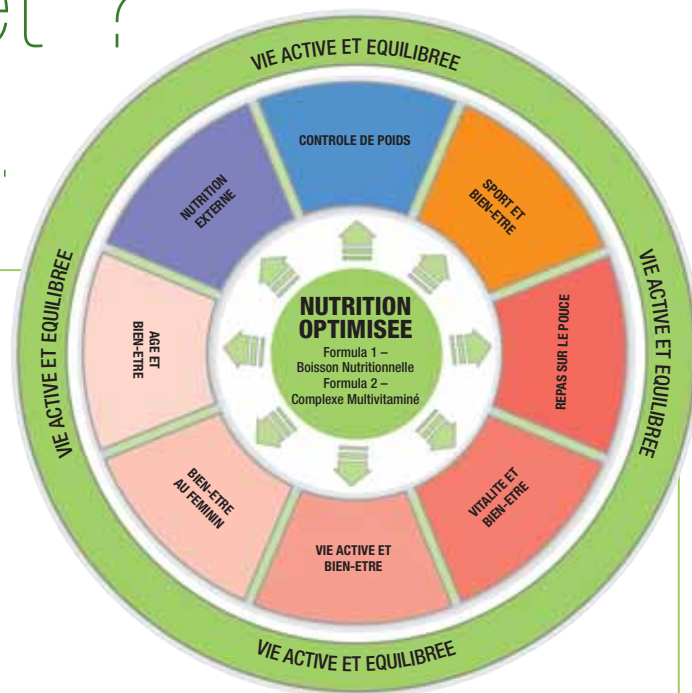 et ?
VIE ACTIVE ET EQUILIBREE
CONTROLE DE POIDS
SPORT ET
BIEN-ETRE
REPAS SUR LE POUCE
VITALITE ET
BIEN-ETRE
VIE ACTIVE ET
BIEN-ETRE
BIEN-ETRE
AU FEMININ
AGE ET
BIEN-ETRE
NUTRITION
EXTERNE
NUTRITION
OPTIMISEE
Formula 1 –
Boisson Nutritionnelle
Formula 2 –
Complexe Multivitaminé
VIE ACTIVE ET EQUILIBREE
VIE ACTIVE ET EQUILIBREE
VIE ACTIVE ET EQUILIBREE